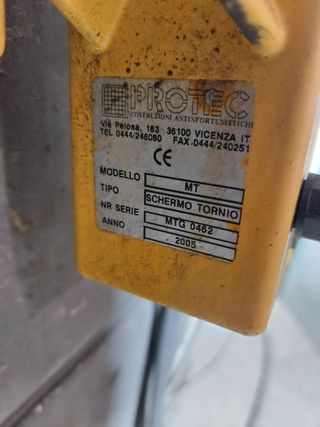 PROTEC
COSTRUZIONI ANTINFORTUNISTICHE
Via Pelosa, 183 36100 VICENZA IT
TEL 0444/246080 FAX 0444/240251
CE
MODELLO MT
TIPO SCHERMO TORNIO
NR SERIE MTG 0462
ANNO 2005